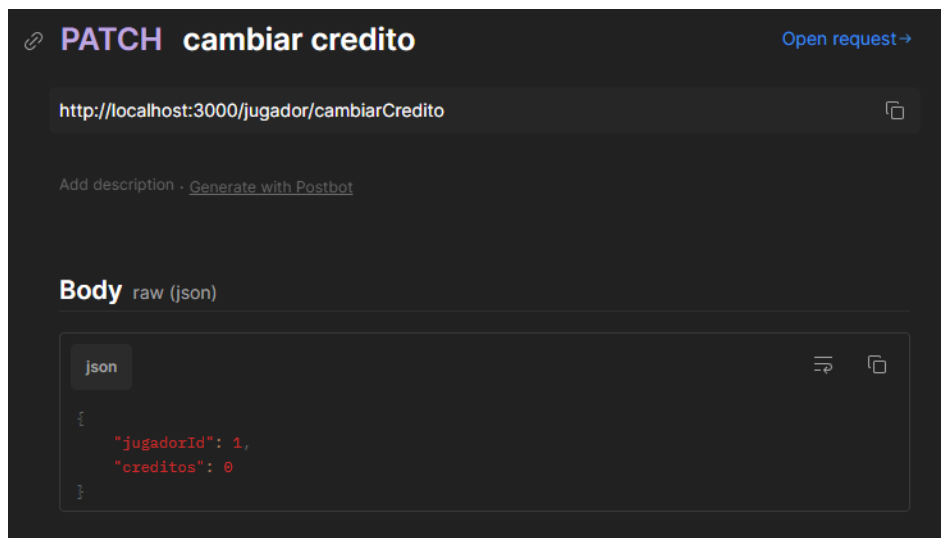 PATCH cambiar credito
Open request→
http://localhost:3000/jugador/cambiarCredito
Add description · Generate with Postbot
Body raw (json)
json
{
    "jugadorId": 1,
    "creditos": 0
}